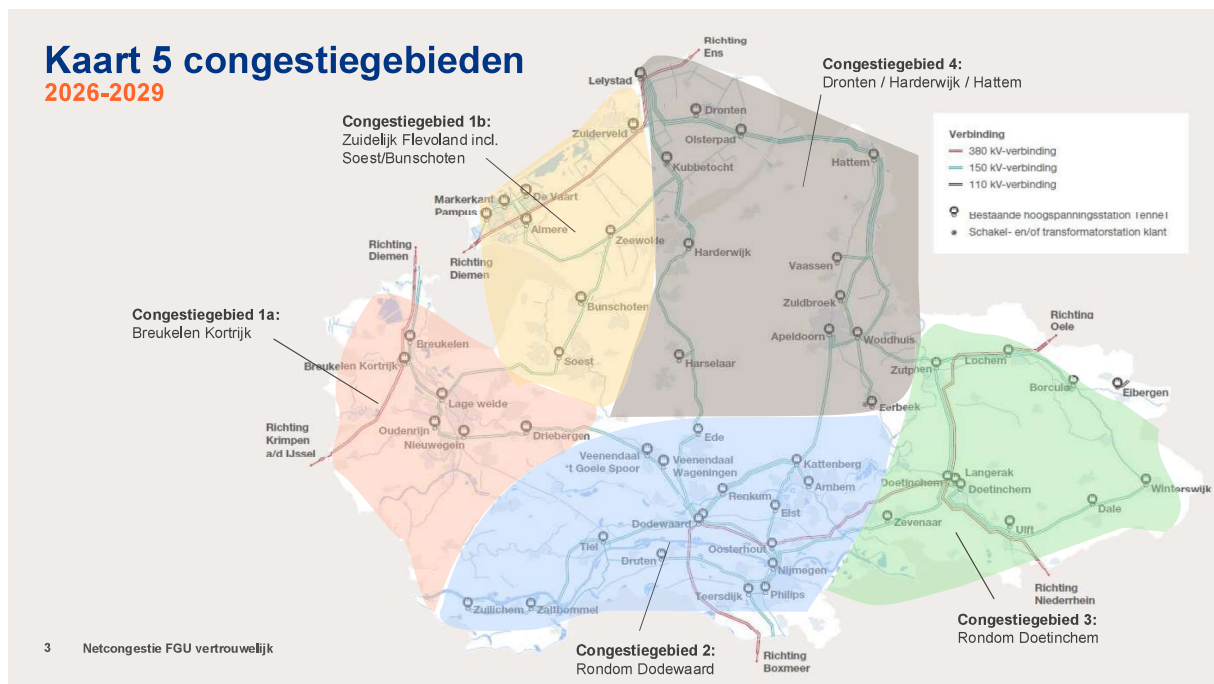 Kaart 5 congestiegebieden
2026-2029
Richting
Ens
Lelystad
Congestiegebied 4:
Dronten / Harderwijk / Hattem
Congestiegebied 1b:
Zuidelijk Flevoland incl.
Soest/Bunschoten
Zuiderveld
Dronten
Olsterpad
Hattem
Kubbetocht
Verbinding
380 kV-verbinding
150 kV-verbinding
110 kV-verbinding
Bestaande hoogspanningsstation TenneT
Schakel- en/of transformatorstation klant
Markerkant
Pampus
De Vaart
Almere
Zeewolde
Harderwijk
Richting
Diemen
Richting
Diemen
Vaassen
Zuidbroek
Bunschoten
Congestiegebied 1a:
Breukelen Kortrijk
Apeldoorn
Woudhuis
Richting
Oele
Breukelen
Breukelen Kortrijk
Soest
Harselaar
Zutphen
Lochem
Borculo
Eibergen
Lage weide
Eerbeek
Richting
Krimpen
a/d IJssel
Oudenrijn
Nieuwegein
Driebergen
Ede
Veenendaal
't Goeie Spoor
Veenendaal
Wageningen
Kattenberg
Arnhem
Renkum
Elst
Doetinchem
Langerak
Doetinchem
Winterswijk
Dale
Dodewaard
Zevenaar
Ulft
Tiel
Druten
Oosterhout
Nijmegen
Teersdijk
Philips
Zuilichem
Zaltbommel
Richting
Niederrhein
Congestiegebied 3:
Rondom Doetinchem
Congestiegebied 2:
Rondom Dodewaard
Richting
Boxmeer
3
Netcongestie FGU vertrouwelijk